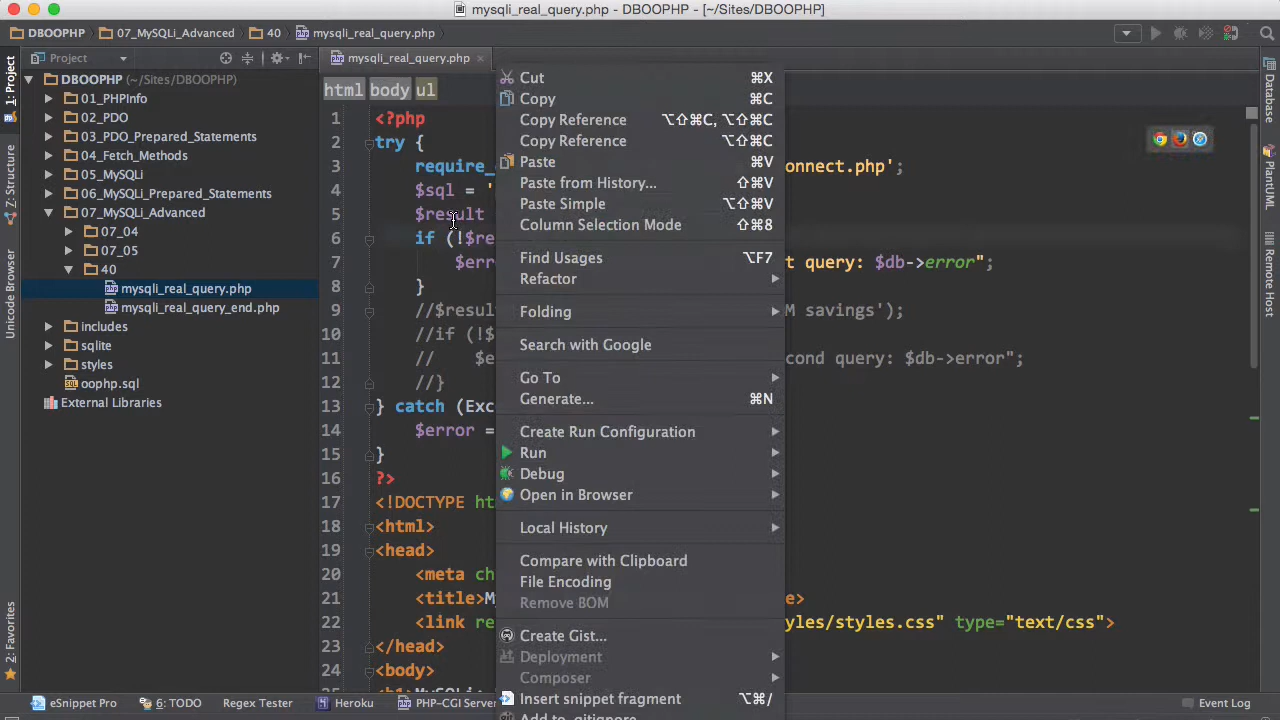 mysqli_real_query.php - DBOOPHP - [~/Sites/DBOOPHP]
DBOOPHP 07_MySQLi_Advanced 40 mysqli_real_query.php
1: Project
Z: Structure
Unicode Browser
2: Favorites
Project
DBOOPHP (~/Sites/DBOOPHP)
01_PHPInfo
02_PDO
03_PDO_Prepared_Statements
04_Fetch_Methods
05_MySQLi
06_MySQLi_Prepared_Statements
07_MySQLi_Advanced
07_04
07_05
40
mysqli_real_query.php
mysqli_real_query_end.php
includes
sqlite
styles
oophp.sql
External Libraries
mysqli_real_query.php
html body ul
1 <?php
2 try {
3 require_ onnect.php';
4 $sql = '
5 $result
6 if (!$re
7 $erro t query: $db->error";
8 }
9 //$resul M savings');
10 //if (!$
11 // $e cond query: $db->error";
12 //}
13 } catch (Exc
14 $error =
15 }
16 ?>
17 <!DOCTYPE ht
18 <html>
19 <head>
20 <meta ch
21 <title>M e>
22 <link re yles/styles.css" type="text/css">
23 </head>
24 <body>
<h1>MySQLi:
Cut ⌘X
Copy ⌘C
Copy Reference ⌥⇧⌘C, ⌥⇧⌘C
Copy Reference ⌥⇧⌘C
Paste ⌘V
Paste from History... ⇧⌘V
Paste Simple ⌥⇧⌘V
Column Selection Mode ⇧⌘8
Find Usages ⌥F7
Refactor
Folding
Search with Google
Go To
Generate... ⌘N
Create Run Configuration
Run
Debug
Open in Browser
Local History
Compare with Clipboard
File Encoding
Remove BOM
Create Gist...
Deployment
Composer
Insert snippet fragment ⌥⌘/
Add to .gitignore
Database
PlantUML
Remote Host
eSnippet Pro 6: TODO Regex Tester Heroku PHP-CGI Server Event Log